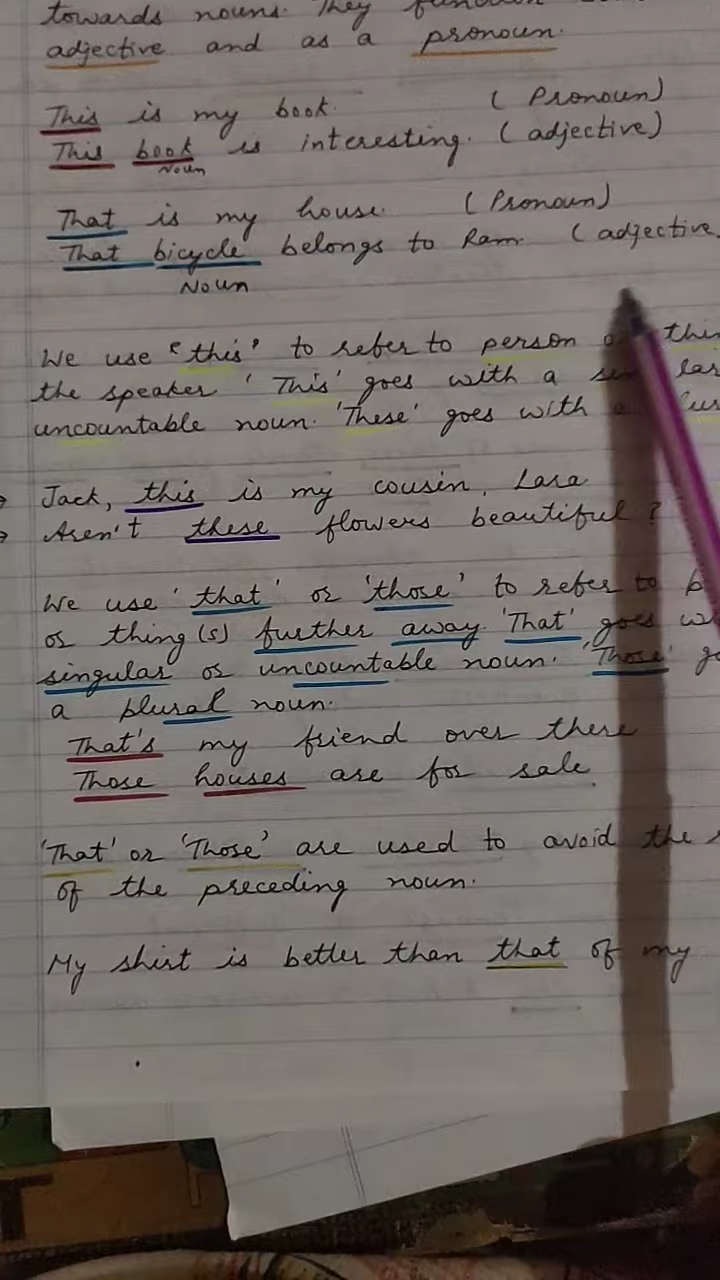 towards nouns. They function
adjective and as a pronoun.
This is my book. (Pronoun)
This book is interesting. (adjective)
Noun
That is my house. (Pronoun)
That bicycle belongs to Ram (adjective
Noun
We use "this" to refer to person
the speaker 'This' goes with a
uncountable noun. 'These' goes with a
Jack, this is my cousin, Lara
Aren't these flowers beautiful?
We use 'that' or 'those' to refer to
or thing(s) further away. 'That' goes
singular or uncountable noun. 'Those'
a plural noun.
That's my friend over there
Those houses are for sale.
'That' or 'Those' are used to avoid the
of the preceding noun.
My shirt is better than that of my